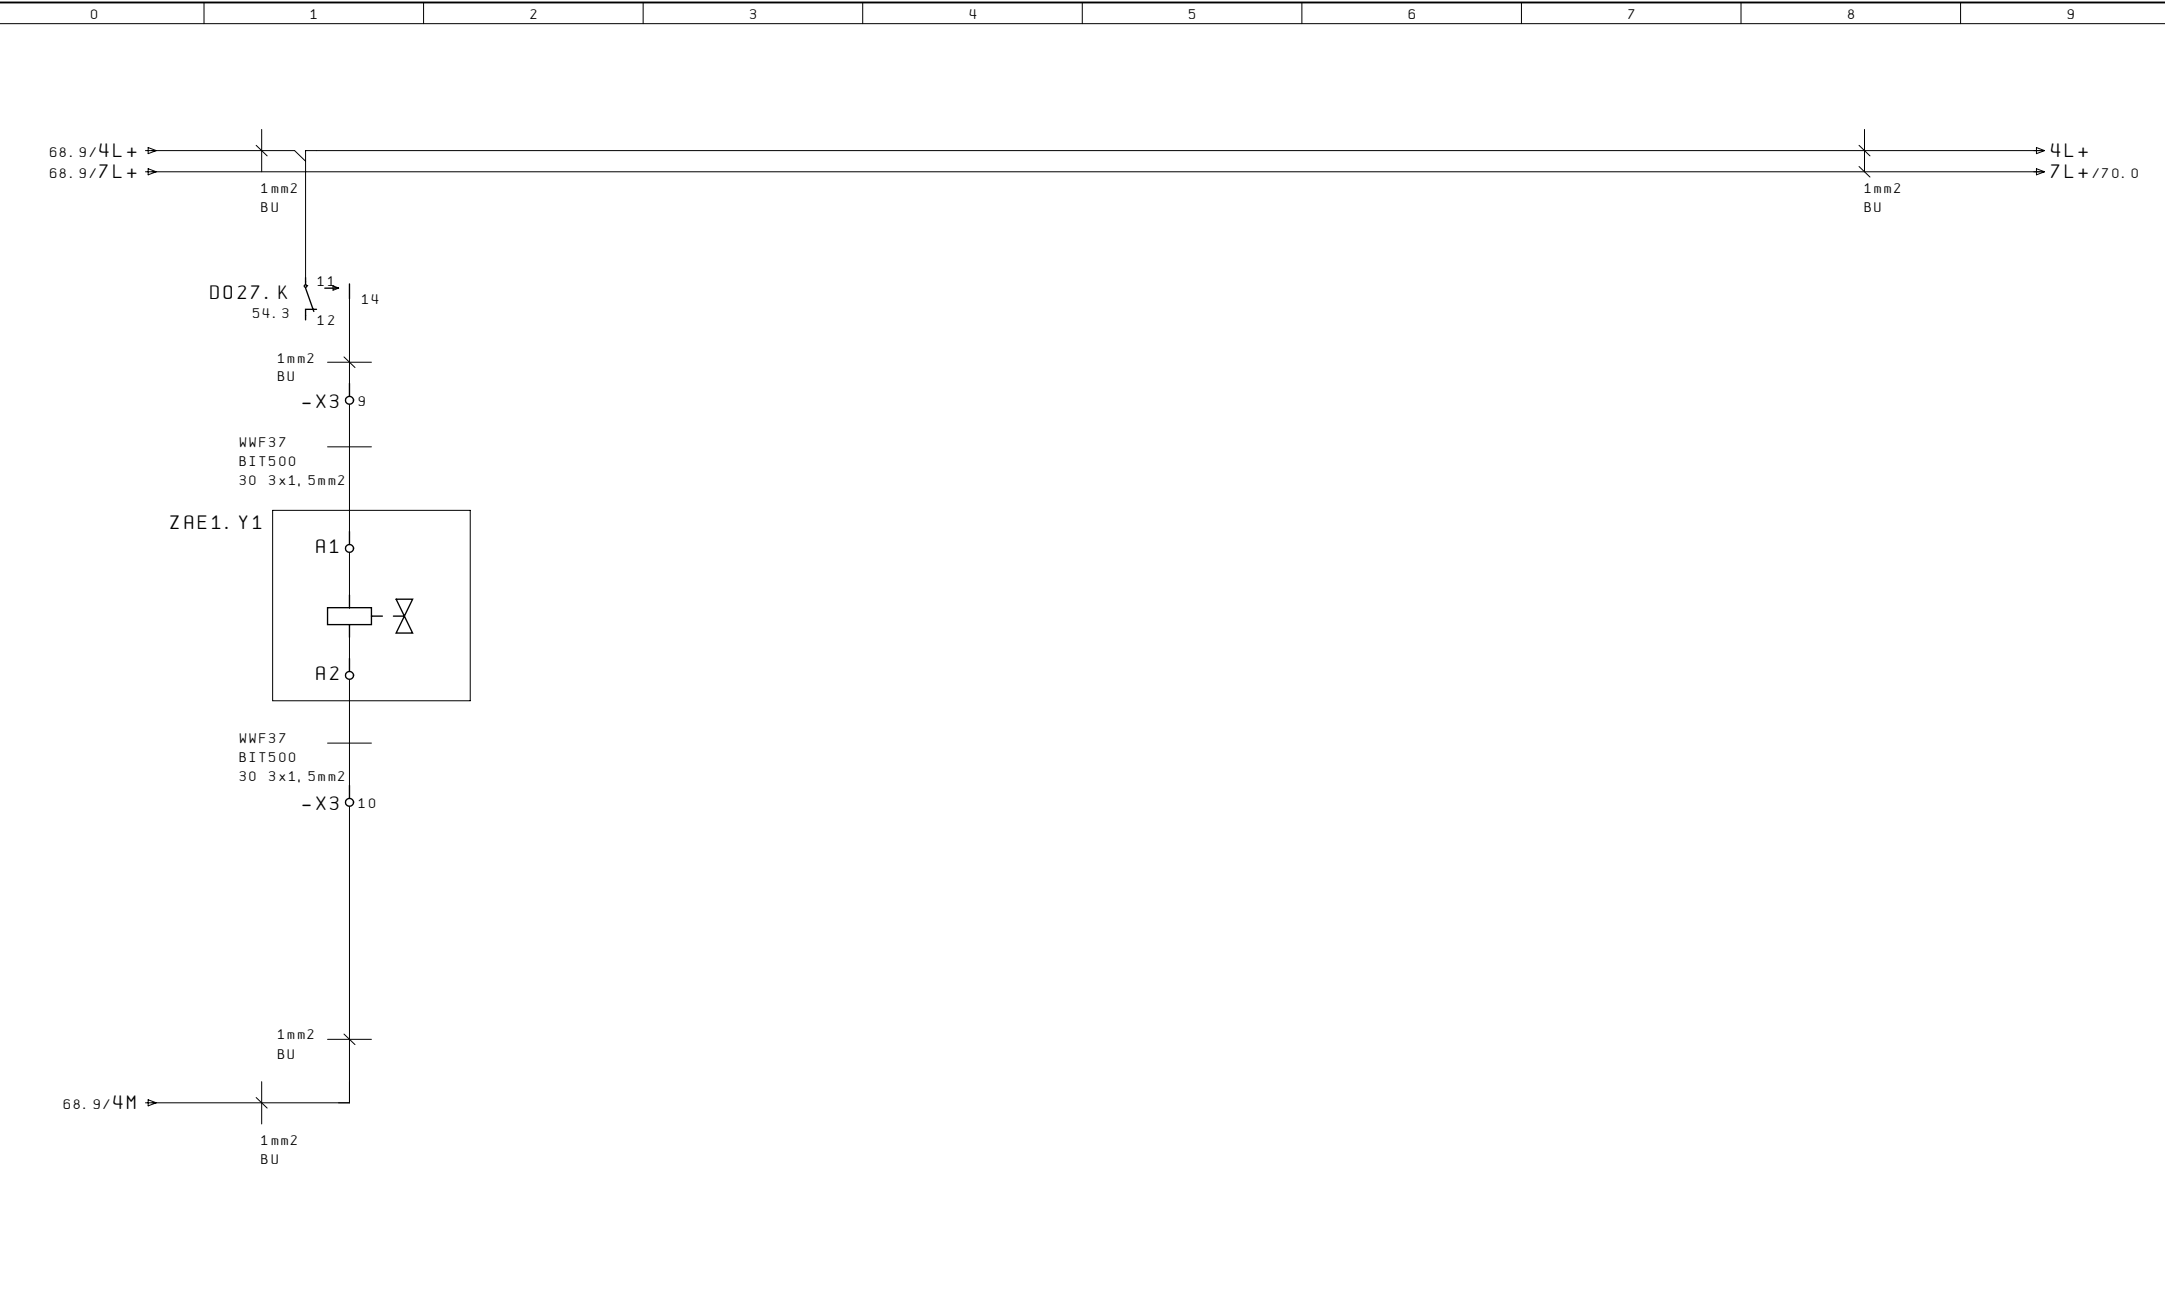 0 1 2 3 4 5 6 7 8 9
68.9/4L+
4L+
68.9/7L+
7L+/70.0
1mm2
BU
1mm2
BU
11
DO27.K
14
54.3
12
1mm2
BU
-X3 9
WWF37
BIT500
30 3x1,5mm2
ZAE1.Y1
A1
A2
WWF37
BIT500
30 3x1,5mm2
-X3 10
1mm2
BU
68.9/4M
1mm2
BU